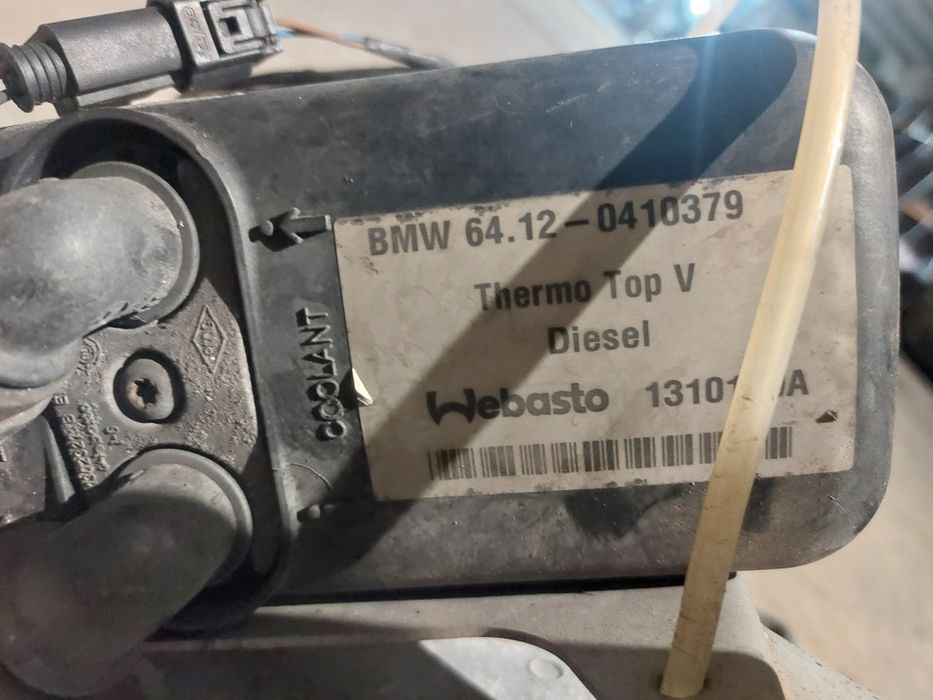 BMW 64.12-0410379
Thermo Top V
Diesel
Webasto
COOLANT